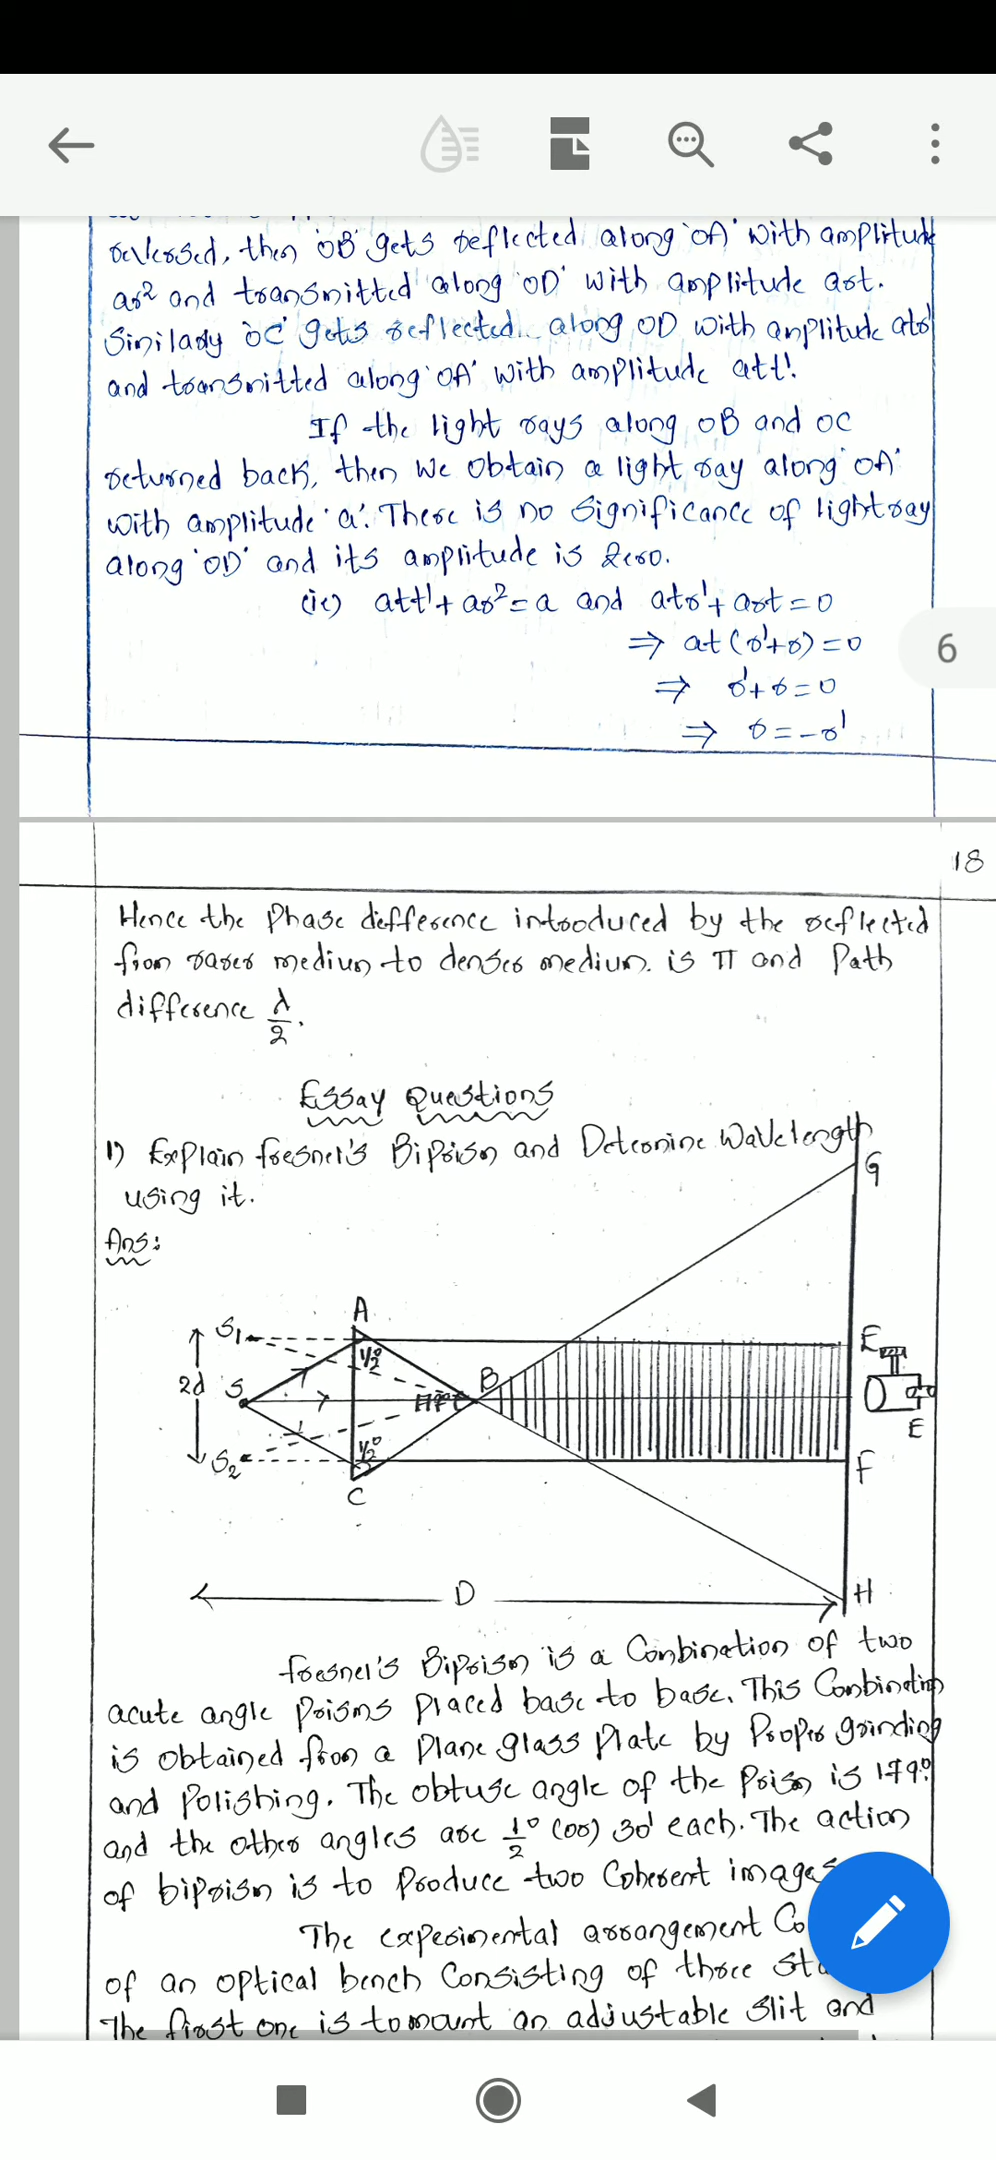 reversed, then 'OB' gets reflected along 'OA' with amplitude
ar² and transmitted along 'OD' with amplitude art.
Similarly 'OC' gets reflected along OD with amplitude atr'
and transmitted along 'OA' with amplitude att'.
If the light rays along OB and OC
returned back, then we obtain a light ray along 'OA'
with amplitude 'a'. There is no significance of light ray
along 'OD' and its amplitude is zero.
(ie) att' + ar² = a and atr' + art = 0
⇒ at (r'+r) = 0
⇒ r' + r = 0
⇒ r = -r'
6
18
Hence the Phase defference introduced by the reflected
from rarer medium to denser medium. is π and Path
difference λ/2.
Essay Questions
1) Explain fresnel's Biprism and Determine Wavelength
using it.
Ans:
G
A
S₁
E
1/2°
2d
S
B
179°
E
1/2°
S₂
F
C
D
H
fresnel's Biprism is a Combination of two
acute angle Prisms Placed base to base. This Combination
is obtained from a Plane glass Plate by Proper grinding
and Polishing. The obtuse angle of the Prism is 179°
and the other angles are 1/2° (or) 30' each. The action
of biprism is to Produce two Coherent images
The experimental arrangement Co
of an optical bench Consisting of three sta
The first one is to mount an adjustable slit and